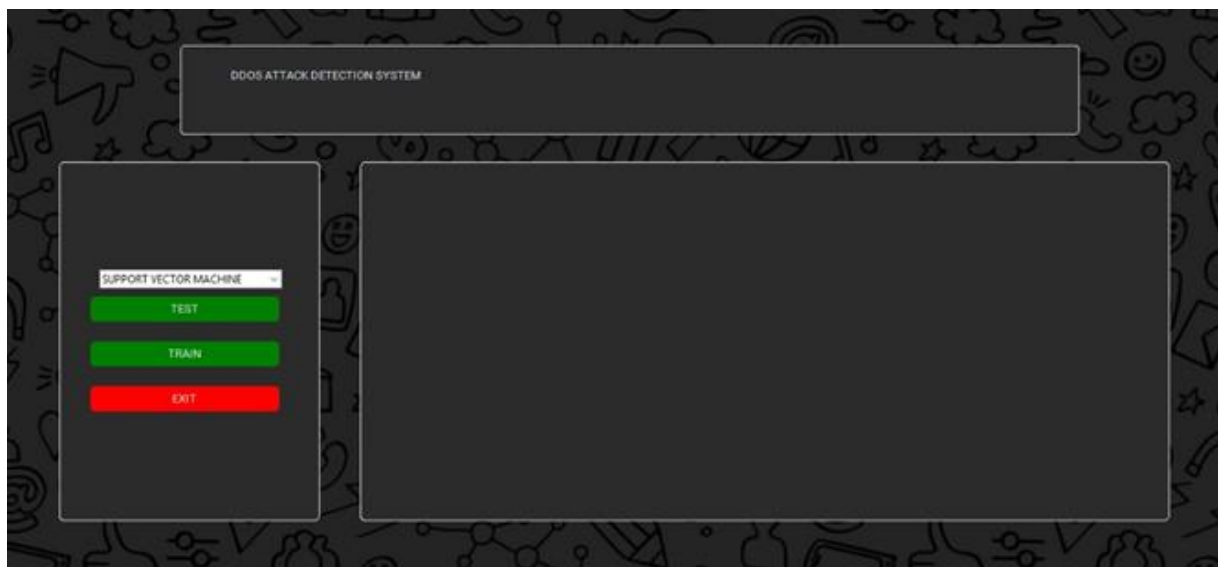 DDOS ATTACK DETECTION SYSTEM
SUPPORT VECTOR MACHINE
TEST
TRAIN
EXIT